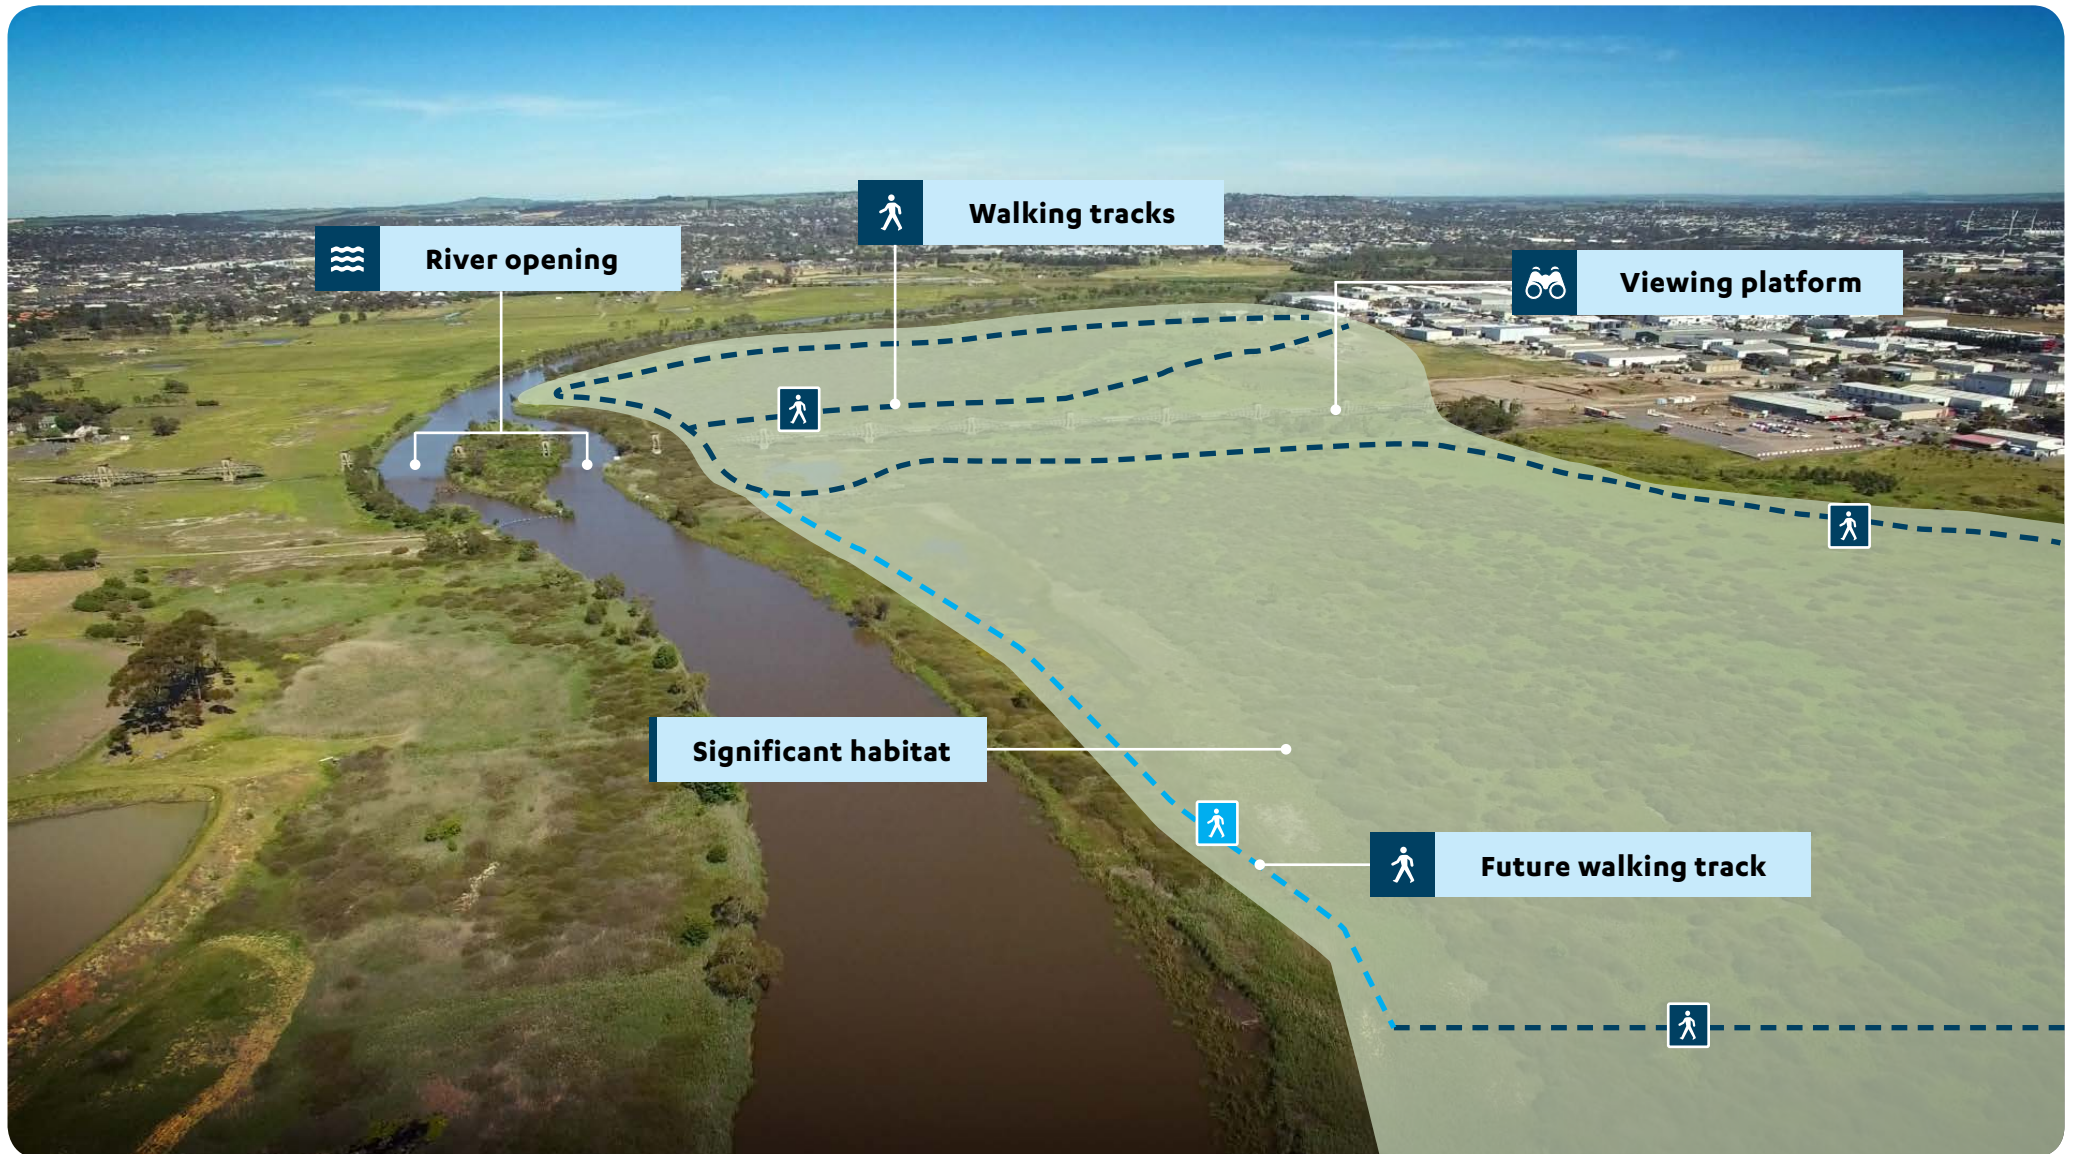 Walking tracks
River opening
Viewing platform
Significant habitat
Future walking track